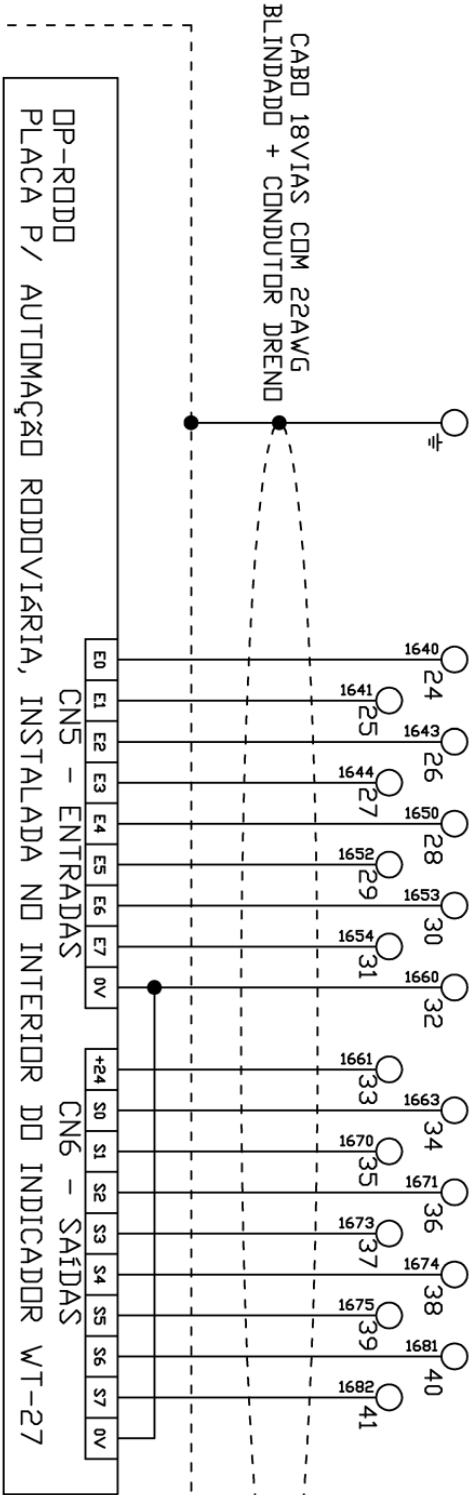 CABO 18VIAS COM 22AWG
BLINDADO + CONDUTOR DRENO
1640
24
1641
25
1643
26
1644
27
1650
28
1652
29
1653
30
1654
31
1660
32
1661
33
1663
34
1670
35
1671
36
1673
37
1674
38
1675
39
1681
40
1682
41
E0
E1
E2
E3
E4
E5
E6
E7
0V
+24
S0
S1
S2
S3
S4
S5
S6
S7
0V
CN5 - ENTRADAS
CN6 - SAÍDAS
OP-RODO
PLACA P/ AUTOMAÇÃO RODOVIÁRIA, INSTALADA NO INTERIOR DO INDICADOR WT-27